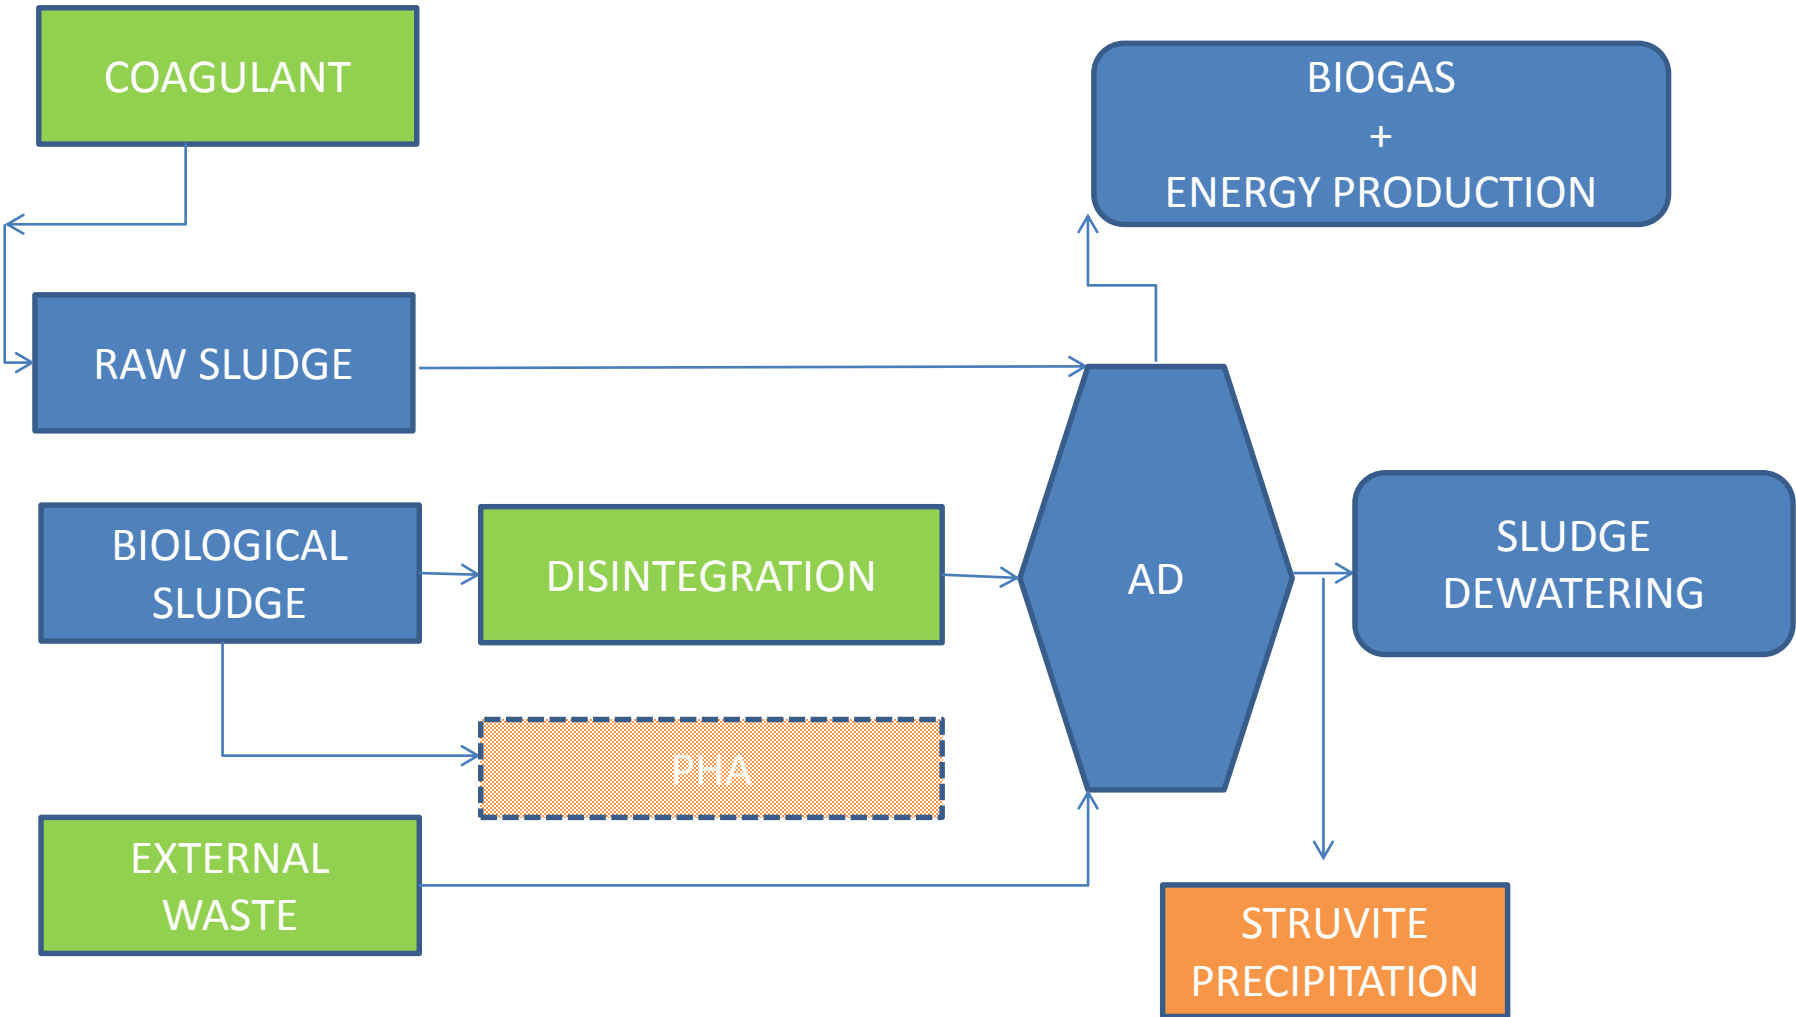 COAGULANT
BIOGAS
+
ENERGY PRODUCTION
RAW SLUDGE
BIOLOGICAL
SLUDGE
DISINTEGRATION
AD
SLUDGE
DEWATERING
PHA
EXTERNAL
WASTE
STRUVITE
PRECIPITATION